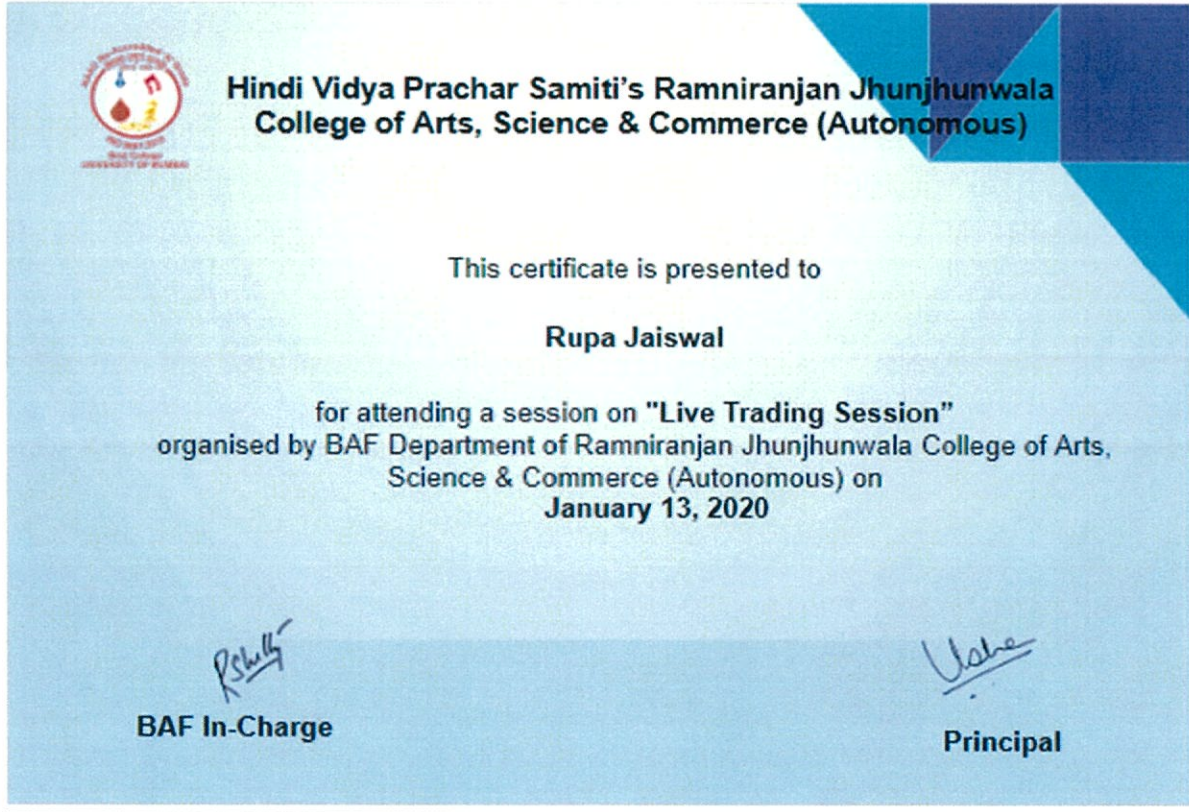 Hindi Vidya Prachar Samiti's Ramniranjan Jhunjhunwala
College of Arts, Science & Commerce (Autonomous)
This certificate is presented to
Rupa Jaiswal
for attending a session on "Live Trading Session”
organised by BAF Department of Ramniranjan Jhunjhunwala College of Arts,
Science & Commerce (Autonomous) on
January 13, 2020
Usha
BAF In-Charge
Principal